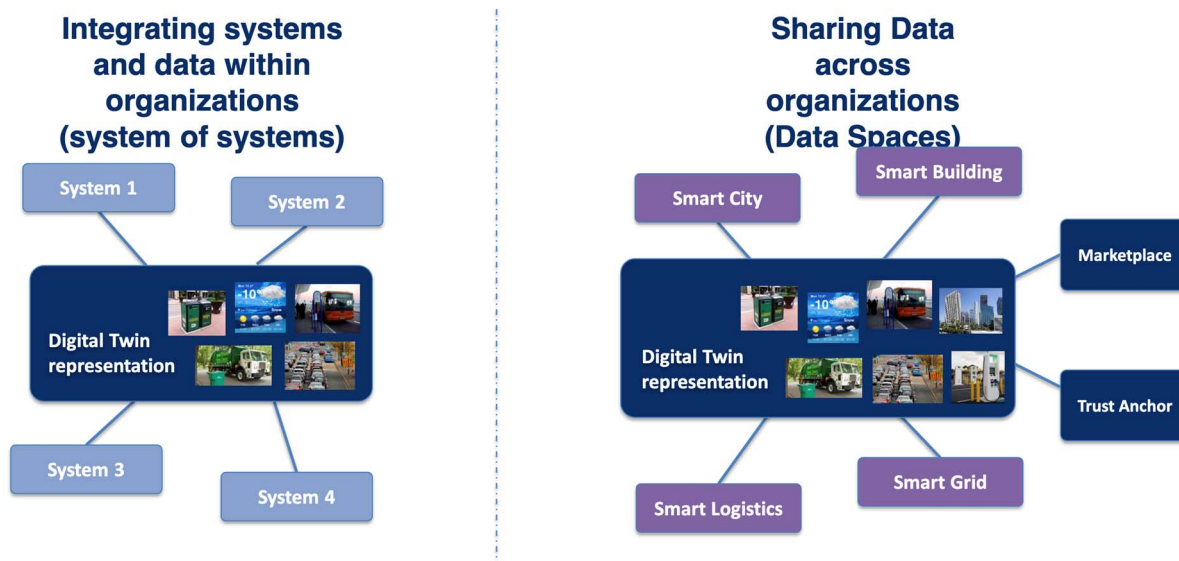 Integrating systems
and data within
organizations
(system of systems)
System 1
System 2
Digital Twin
representation
-10°
System 3
System 4
Sharing Data
across
organizations
(Data Spaces)
Smart City
Smart Building
Marketplace
Digital Twin
representation
-10°
Trust Anchor
Smart Logistics
Smart Grid